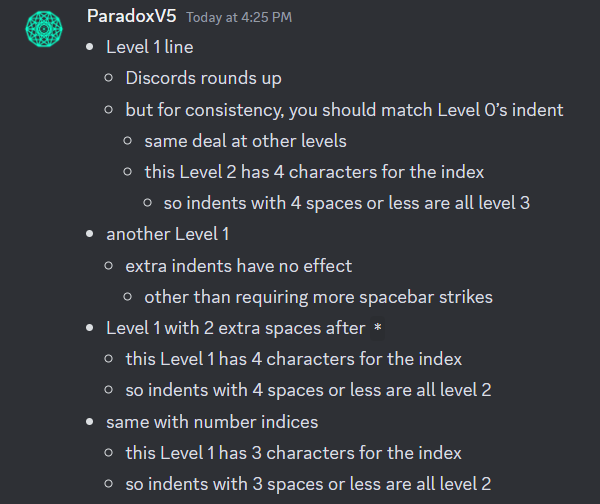 ParadoxV5 Today at 4:25 PM
• Level 1 line
○ Discords rounds up
○ but for consistency, you should match Level 0’s indent
○ same deal at other levels
○ this Level 2 has 4 characters for the index
○ so indents with 4 spaces or less are all level 3
• another Level 1
○ extra indents have no effect
○ other than requiring more spacebar strikes
• Level 1 with 2 extra spaces after *
○ this Level 1 has 4 characters for the index
○ so indents with 4 spaces or less are all level 2
• same with number indices
○ this Level 1 has 3 characters for the index
○ so indents with 3 spaces or less are all level 2